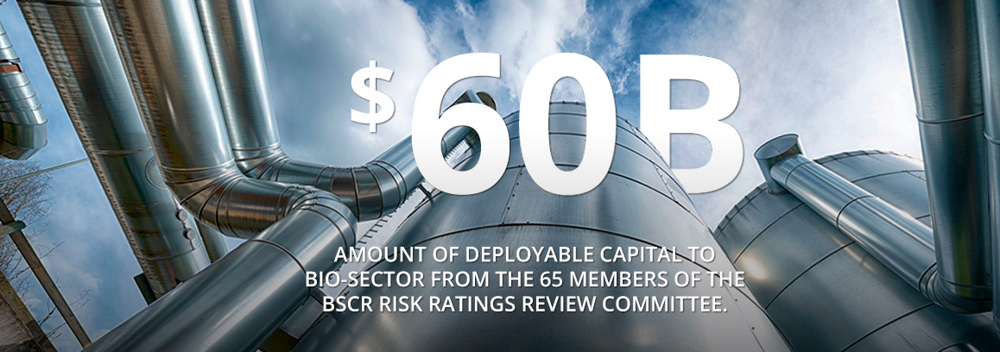 $60B
AMOUNT OF DEPLOYABLE CAPITAL TO
BIO-SECTOR FROM THE 65 MEMBERS OF THE
BSCR RISK RATINGS REVIEW COMMITTEE.